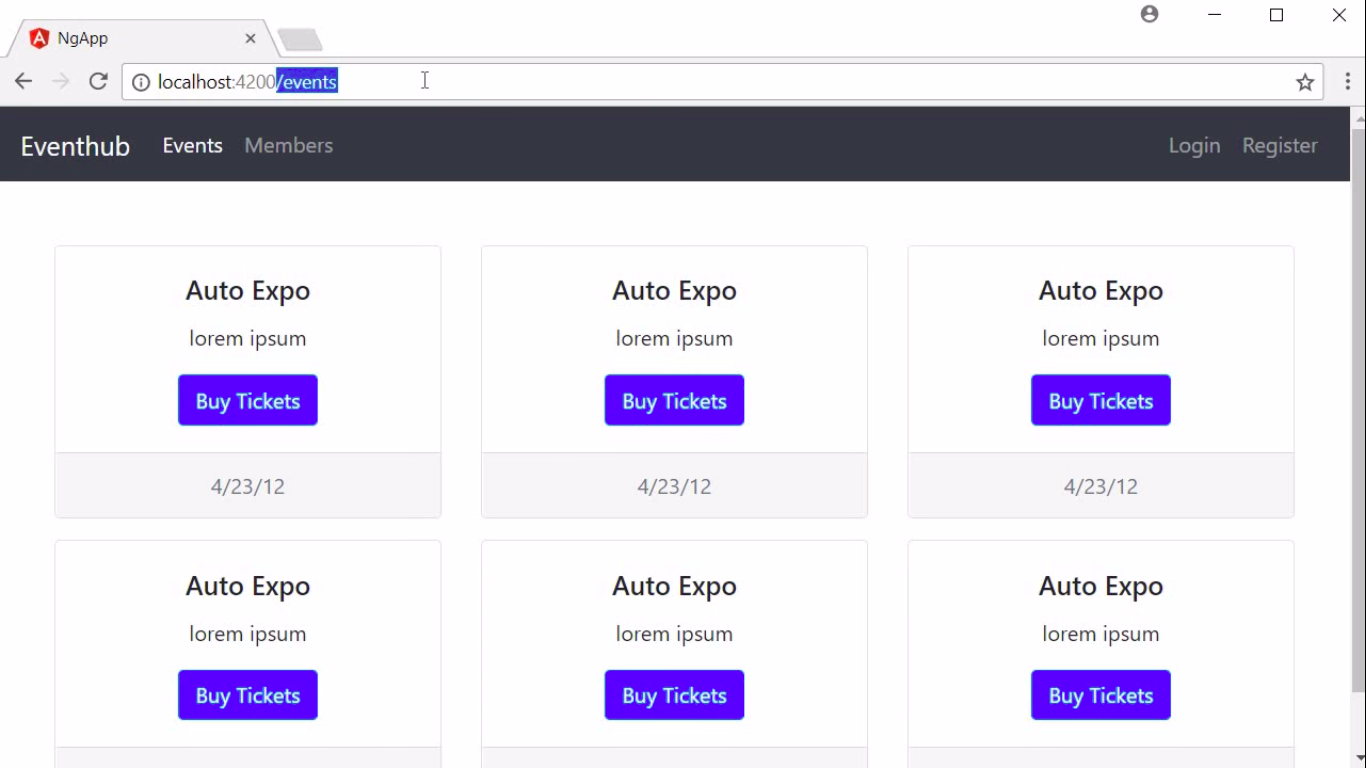 NgApp
localhost:4200/events
Eventhub Events Members Login Register
Auto Expo Auto Expo Auto Expo
lorem ipsum lorem ipsum lorem ipsum
Buy Tickets Buy Tickets Buy Tickets
4/23/12 4/23/12 4/23/12
Auto Expo Auto Expo Auto Expo
lorem ipsum lorem ipsum lorem ipsum
Buy Tickets Buy Tickets Buy Tickets